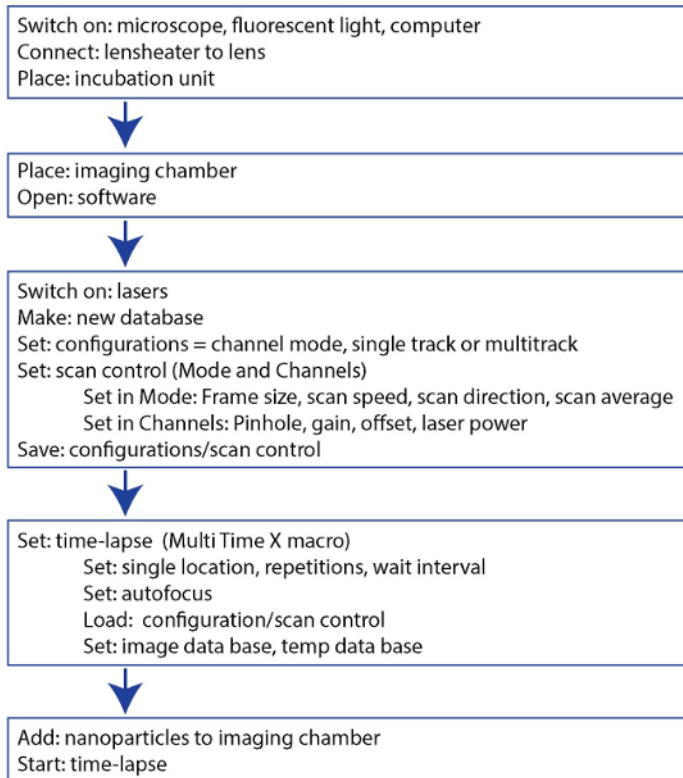 Switch on: microscope, fluorescent light, computer
Connect: lensheater to lens
Place: incubation unit
Place: imaging chamber
Open: software
Switch on: lasers
Make: new database
Set: configurations = channel mode, single track or multitrack
Set: scan control (Mode and Channels)
Set in Mode: Frame size, scan speed, scan direction, scan average
Set in Channels: Pinhole, gain, offset, laser power
Save: configurations/scan control
Set: time-lapse (Multi Time X macro)
Set: single location, repetitions, wait interval
Set: autofocus
Load: configuration/scan control
Set: image data base, temp data base
Add: nanoparticles to imaging chamber
Start: time-lapse